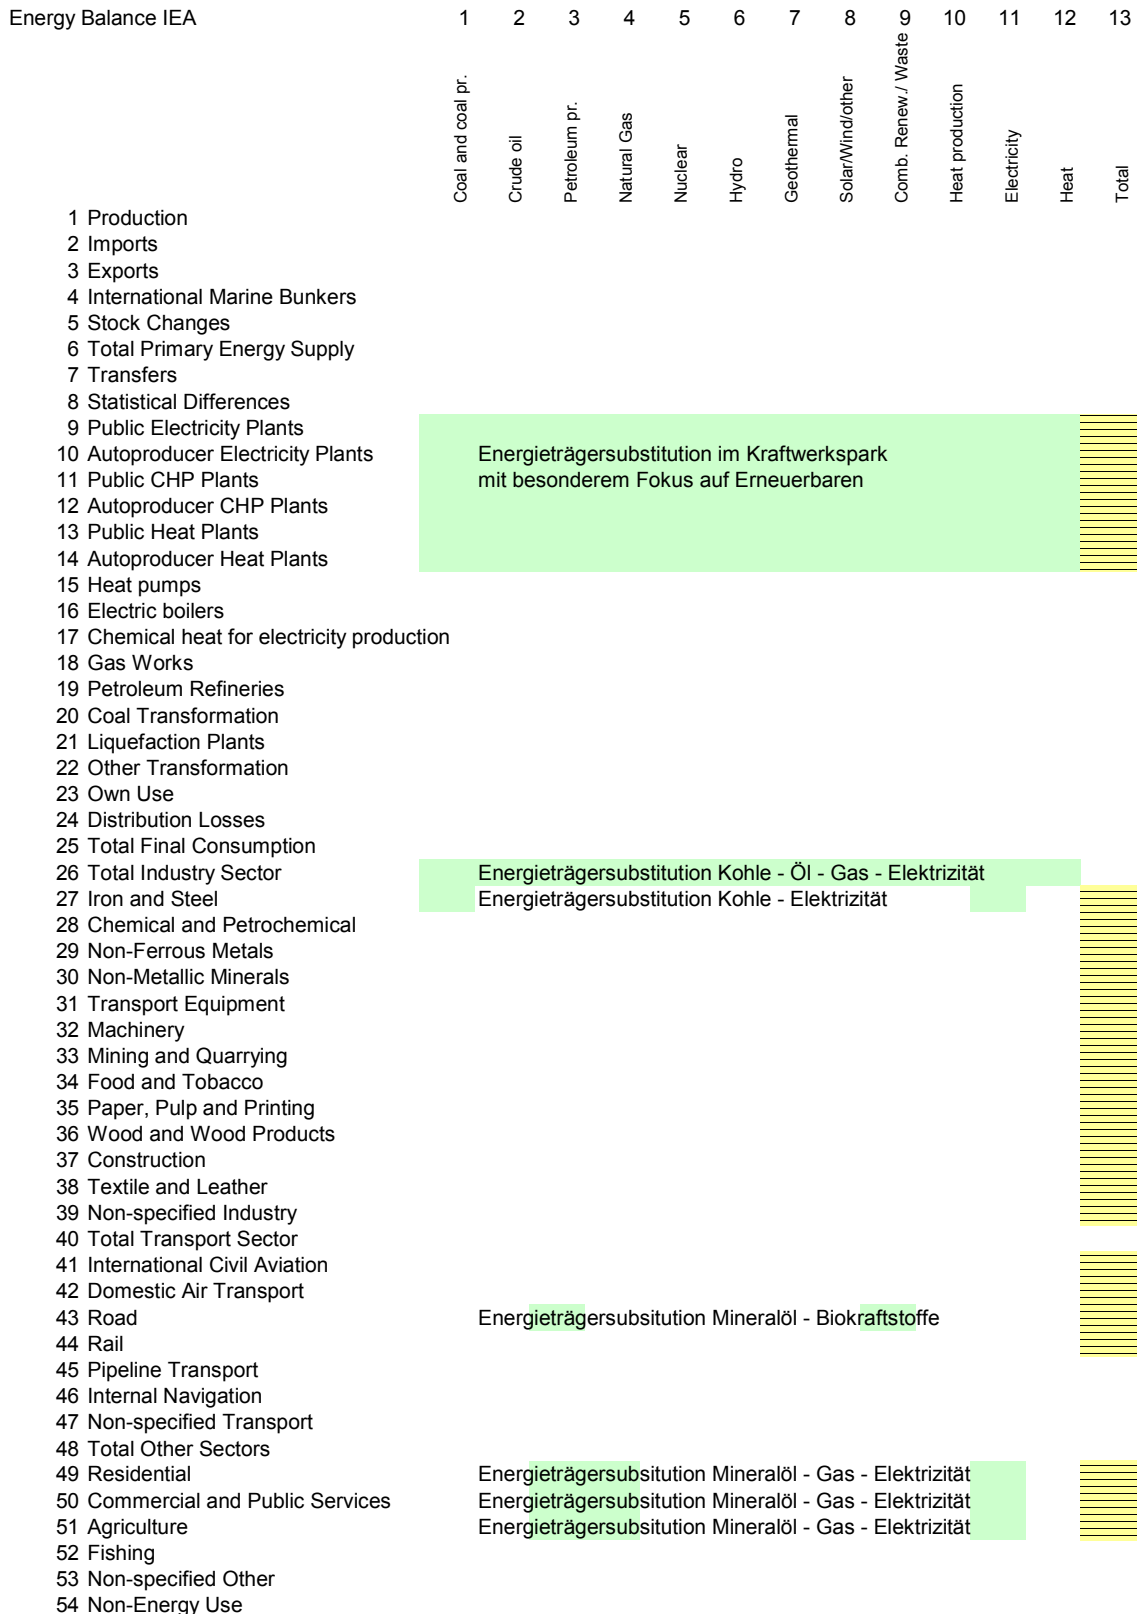 Energy Balance IEA 1 2 3 4 5 6 7 8 9 10 11 12 13
Coal and coal pr.
Crude oil
Petroleum pr.
Natural Gas
Nuclear
Hydro
Geothermal
Solar/Wind/other
Comb. Renew./ Waste
Heat production
Electricity
Heat
Total
1 Production
2 Imports
3 Exports
4 International Marine Bunkers
5 Stock Changes
6 Total Primary Energy Supply
7 Transfers
8 Statistical Differences
9 Public Electricity Plants
10 Autoproducer Electricity Plants Energieträgersubstitution im Kraftwerkspark
11 Public CHP Plants mit besonderem Fokus auf Erneuerbaren
12 Autoproducer CHP Plants
13 Public Heat Plants
14 Autoproducer Heat Plants
15 Heat pumps
16 Electric boilers
17 Chemical heat for electricity production
18 Gas Works
19 Petroleum Refineries
20 Coal Transformation
21 Liquefaction Plants
22 Other Transformation
23 Own Use
24 Distribution Losses
25 Total Final Consumption
26 Total Industry Sector Energieträgersubstitution Kohle - Öl - Gas - Elektrizität
27 Iron and Steel Energieträgersubstitution Kohle - Elektrizität
28 Chemical and Petrochemical
29 Non-Ferrous Metals
30 Non-Metallic Minerals
31 Transport Equipment
32 Machinery
33 Mining and Quarrying
34 Food and Tobacco
35 Paper, Pulp and Printing
36 Wood and Wood Products
37 Construction
38 Textile and Leather
39 Non-specified Industry
40 Total Transport Sector
41 International Civil Aviation
42 Domestic Air Transport
43 Road Energieträgersubsitution Mineralöl - Biokraftstoffe
44 Rail
45 Pipeline Transport
46 Internal Navigation
47 Non-specified Transport
48 Total Other Sectors
49 Residential Energieträgersubsitution Mineralöl - Gas - Elektrizität
50 Commercial and Public Services Energieträgersubsitution Mineralöl - Gas - Elektrizität
51 Agriculture Energieträgersubsitution Mineralöl - Gas - Elektrizität
52 Fishing
53 Non-specified Other
54 Non-Energy Use